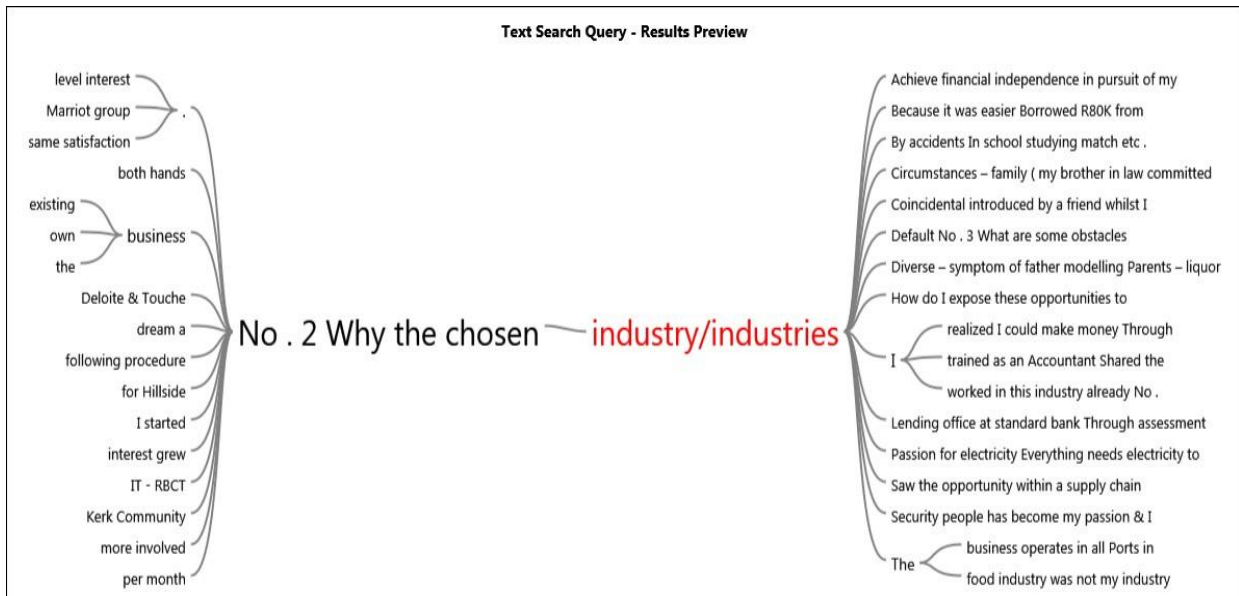 Text Search Query - Results Preview
level interest
Marriot group
same satisfaction
.
both hands
existing
own
the
business
Deloite & Touche
dream a
following procedure
for Hillside
I started
interest grew
IT - RBCT
Kerk Community
more involved
per month
No . 2 Why the chosen
industry/industries
Achieve financial independence in pursuit of my
Because it was easier Borrowed R80K from
By accidents In school studying match etc .
Circumstances – family ( my brother in law committed
Coincidental introduced by a friend whilst I
Default No . 3 What are some obstacles
Diverse – symptom of father modelling Parents – liquor
How do I expose these opportunities to
I
realized I could make money Through
trained as an Accountant Shared the
worked in this industry already No .
Lending office at standard bank Through assessment
Passion for electricity Everything needs electricity to
Saw the opportunity within a supply chain
Security people has become my passion & I
The
business operates in all Ports in
food industry was not my industry